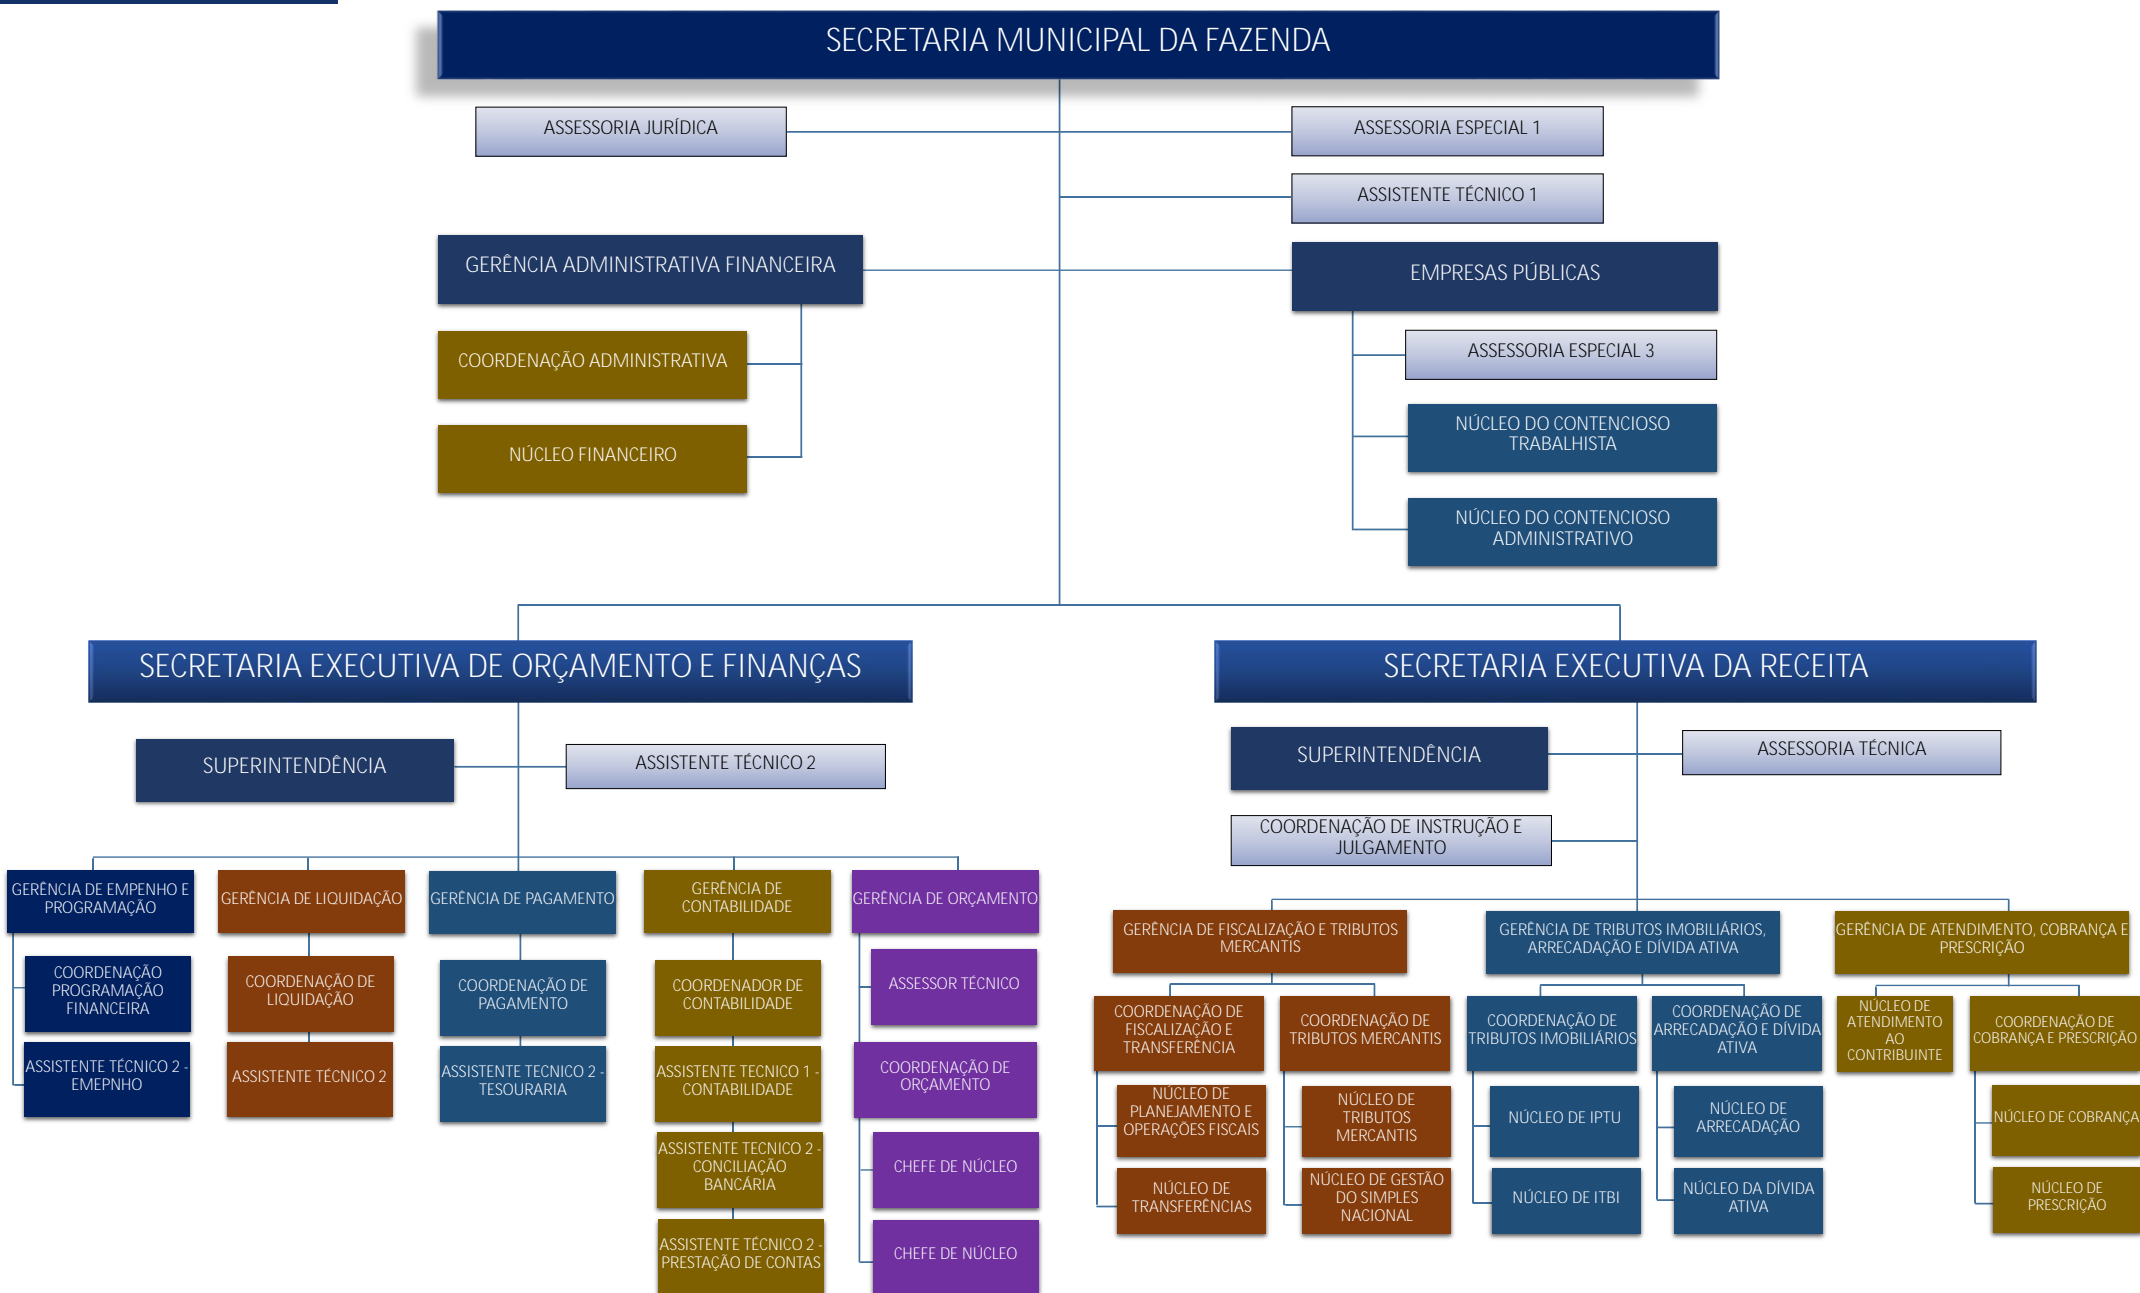 SECRETARIA MUNICIPAL DA FAZENDA
ASSESSORIA JURÍDICA
ASSESSORIA ESPECIAL 1
ASSISTENTE TÉCNICO 1
GERÊNCIA ADMINISTRATIVA FINANCEIRA
EMPRESAS PÚBLICAS
COORDENAÇÃO ADMINISTRATIVA
NÚCLEO FINANCEIRO
ASSESSORIA ESPECIAL 3
NÚCLEO DO CONTENCIOSO
TRABALHISTA
NÚCLEO DO CONTENCIOSO
ADMINISTRATIVO
SECRETARIA EXECUTIVA DE ORÇAMENTO E FINANÇAS
SUPERINTENDÊNCIA
ASSISTENTE TÉCNICO 2
GERÊNCIA DE EMPENHO E
PROGRAMAÇÃO
COORDENAÇÃO
PROGRAMAÇÃO
FINANCEIRA
ASSISTENTE TÉCNICO 2 -
EMEPNHO
GERÊNCIA DE LIQUIDAÇÃO
COORDENAÇÃO DE
LIQUIDAÇÃO
ASSISTENTE TÉCNICO 2
GERÊNCIA DE PAGAMENTO
COORDENAÇÃO DE
PAGAMENTO
ASSISTENTE TECNICO 2 -
TESOURARIA
GERÊNCIA DE
CONTABILIDADE
COORDENADOR DE
CONTABILIDADE
ASSISTENTE TECNICO 1 -
CONTABILIDADE
ASSISTENTE TECNICO 2 -
CONCILIAÇÃO
BANCÁRIA
ASSISTENTE TÉCNICO 2 -
PRESTAÇÃO DE CONTAS
GERÊNCIA DE ORÇAMENTO
ASSESSOR TÉCNICO
COORDENAÇÃO DE
ORÇAMENTO
CHEFE DE NÚCLEO
CHEFE DE NÚCLEO
SECRETARIA EXECUTIVA DA RECEITA
SUPERINTENDÊNCIA
ASSESSORIA TÉCNICA
COORDENAÇÃO DE INSTRUÇÃO E
JULGAMENTO
GERÊNCIA DE FISCALIZAÇÃO E TRIBUTOS
MERCANTIS
COORDENAÇÃO DE
FISCALIZAÇÃO E
TRANSFERÊNCIA
NÚCLEO DE
PLANEJAMENTO E
OPERAÇÕES FISCAIS
NÚCLEO DE
TRANSFERÊNCIAS
COORDENAÇÃO DE
TRIBUTOS MERCANTIS
NÚCLEO DE
TRIBUTOS
MERCANTIS
NÚCLEO DE GESTÃO
DO SIMPLES
NACIONAL
GERÊNCIA DE TRIBUTOS IMOBILIÁRIOS,
ARRECADAÇÃO E DÍVIDA ATIVA
COORDENAÇÃO DE
TRIBUTOS IMOBILIÁRIOS
NÚCLEO DE IPTU
NÚCLEO DE ITBI
COORDENAÇÃO DE
ARRECADAÇÃO E DÍVIDA
ATIVA
NÚCLEO DE
ARRECADAÇÃO
NÚCLEO DA DÍVIDA
ATIVA
GERÊNCIA DE ATENDIMENTO, COBRANÇA E
PRESCRIÇÃO
NÚCLEO DE
ATENDIMENTO
AO
CONTRIBUINTE
COORDENAÇÃO DE
COBRANÇA E PRESCRIÇÃO
NÚCLEO DE COBRANÇA
NÚCLEO DE
PRESCRIÇÃO